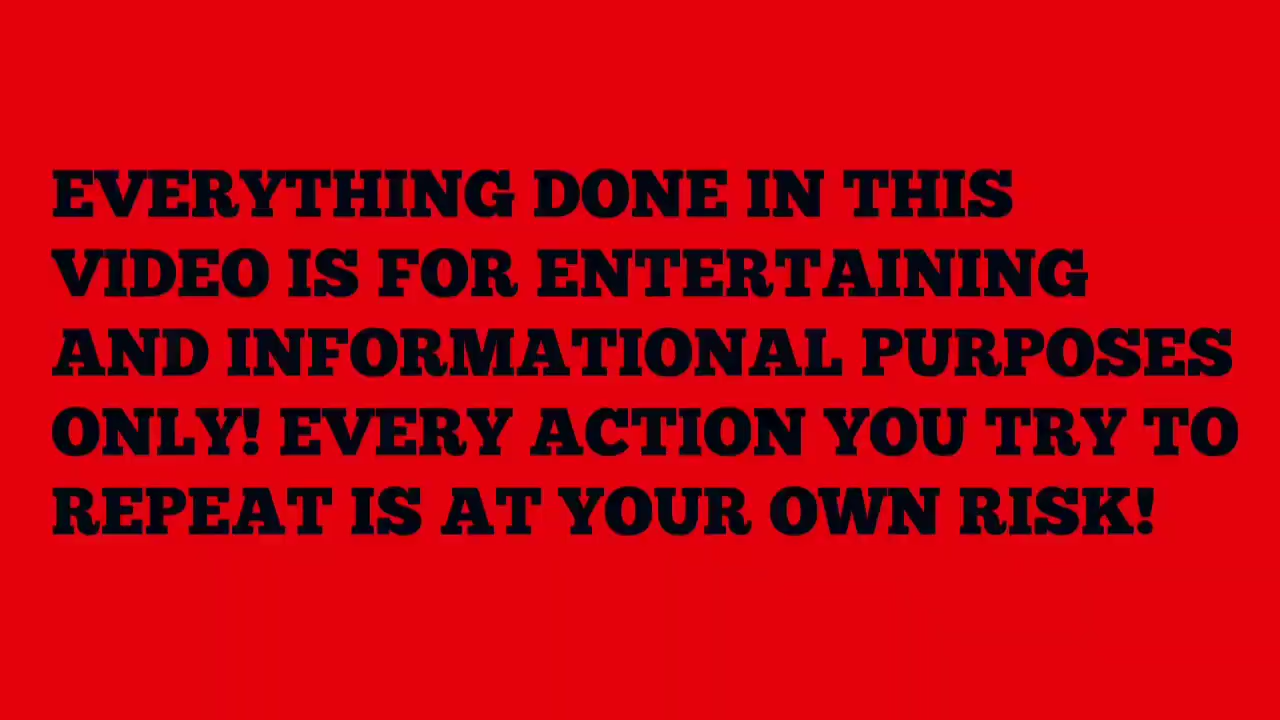 EVERYTHING DONE IN THIS
VIDEO IS FOR ENTERTAINING
AND INFORMATIONAL PURPOSES
ONLY! EVERY ACTION YOU TRY TO
REPEAT IS AT YOUR OWN RISK!